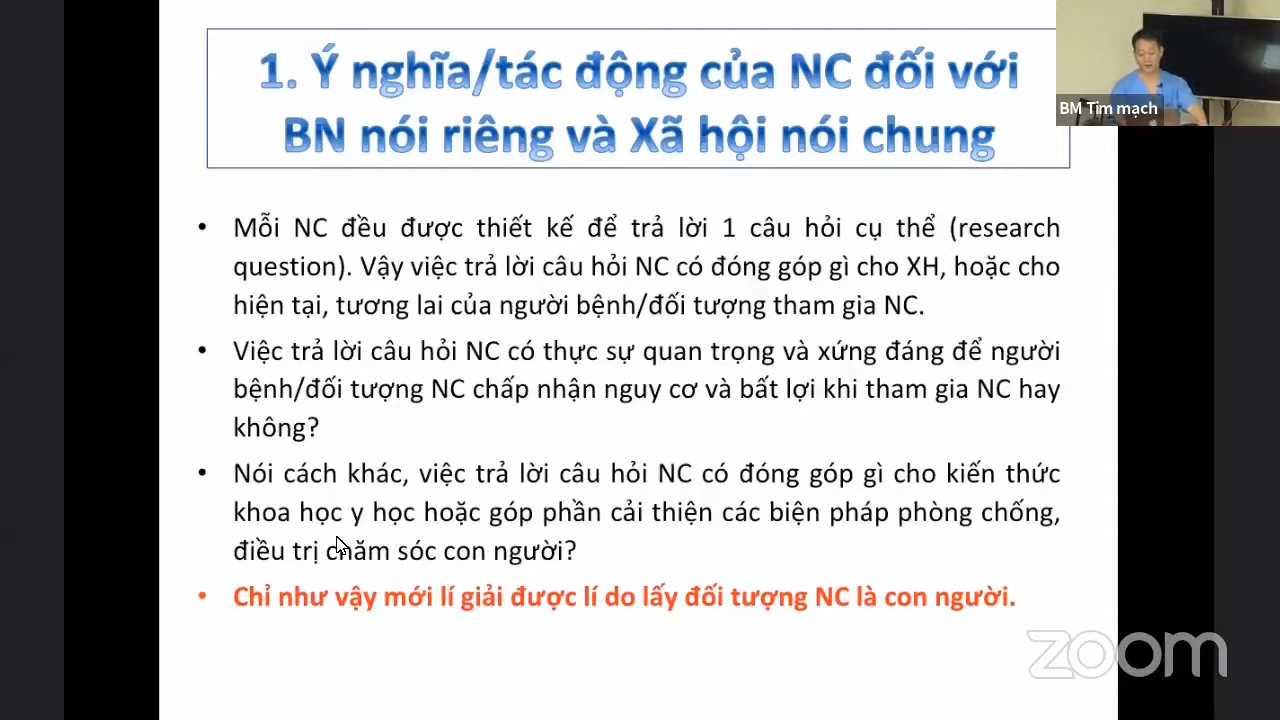 1. Ý nghĩa/tác động của NC đối với
BN nói riêng và Xã hội nói chung
BM Tim mạch
• Mỗi NC đều được thiết kế để trả lời 1 câu hỏi cụ thể (research
question). Vậy việc trả lời câu hỏi NC có đóng góp gì cho XH, hoặc cho
hiện tại, tương lai của người bệnh/đối tượng tham gia NC.
• Việc trả lời câu hỏi NC có thực sự quan trọng và xứng đáng để người
bệnh/đối tượng NC chấp nhận nguy cơ và bất lợi khi tham gia NC hay
không?
• Nói cách khác, việc trả lời câu hỏi NC có đóng góp gì cho kiến thức
khoa học y học hoặc góp phần cải thiện các biện pháp phòng chống,
điều trị chăm sóc con người?
• Chỉ như vậy mới lí giải được lí do lấy đối tượng NC là con người.
zoom